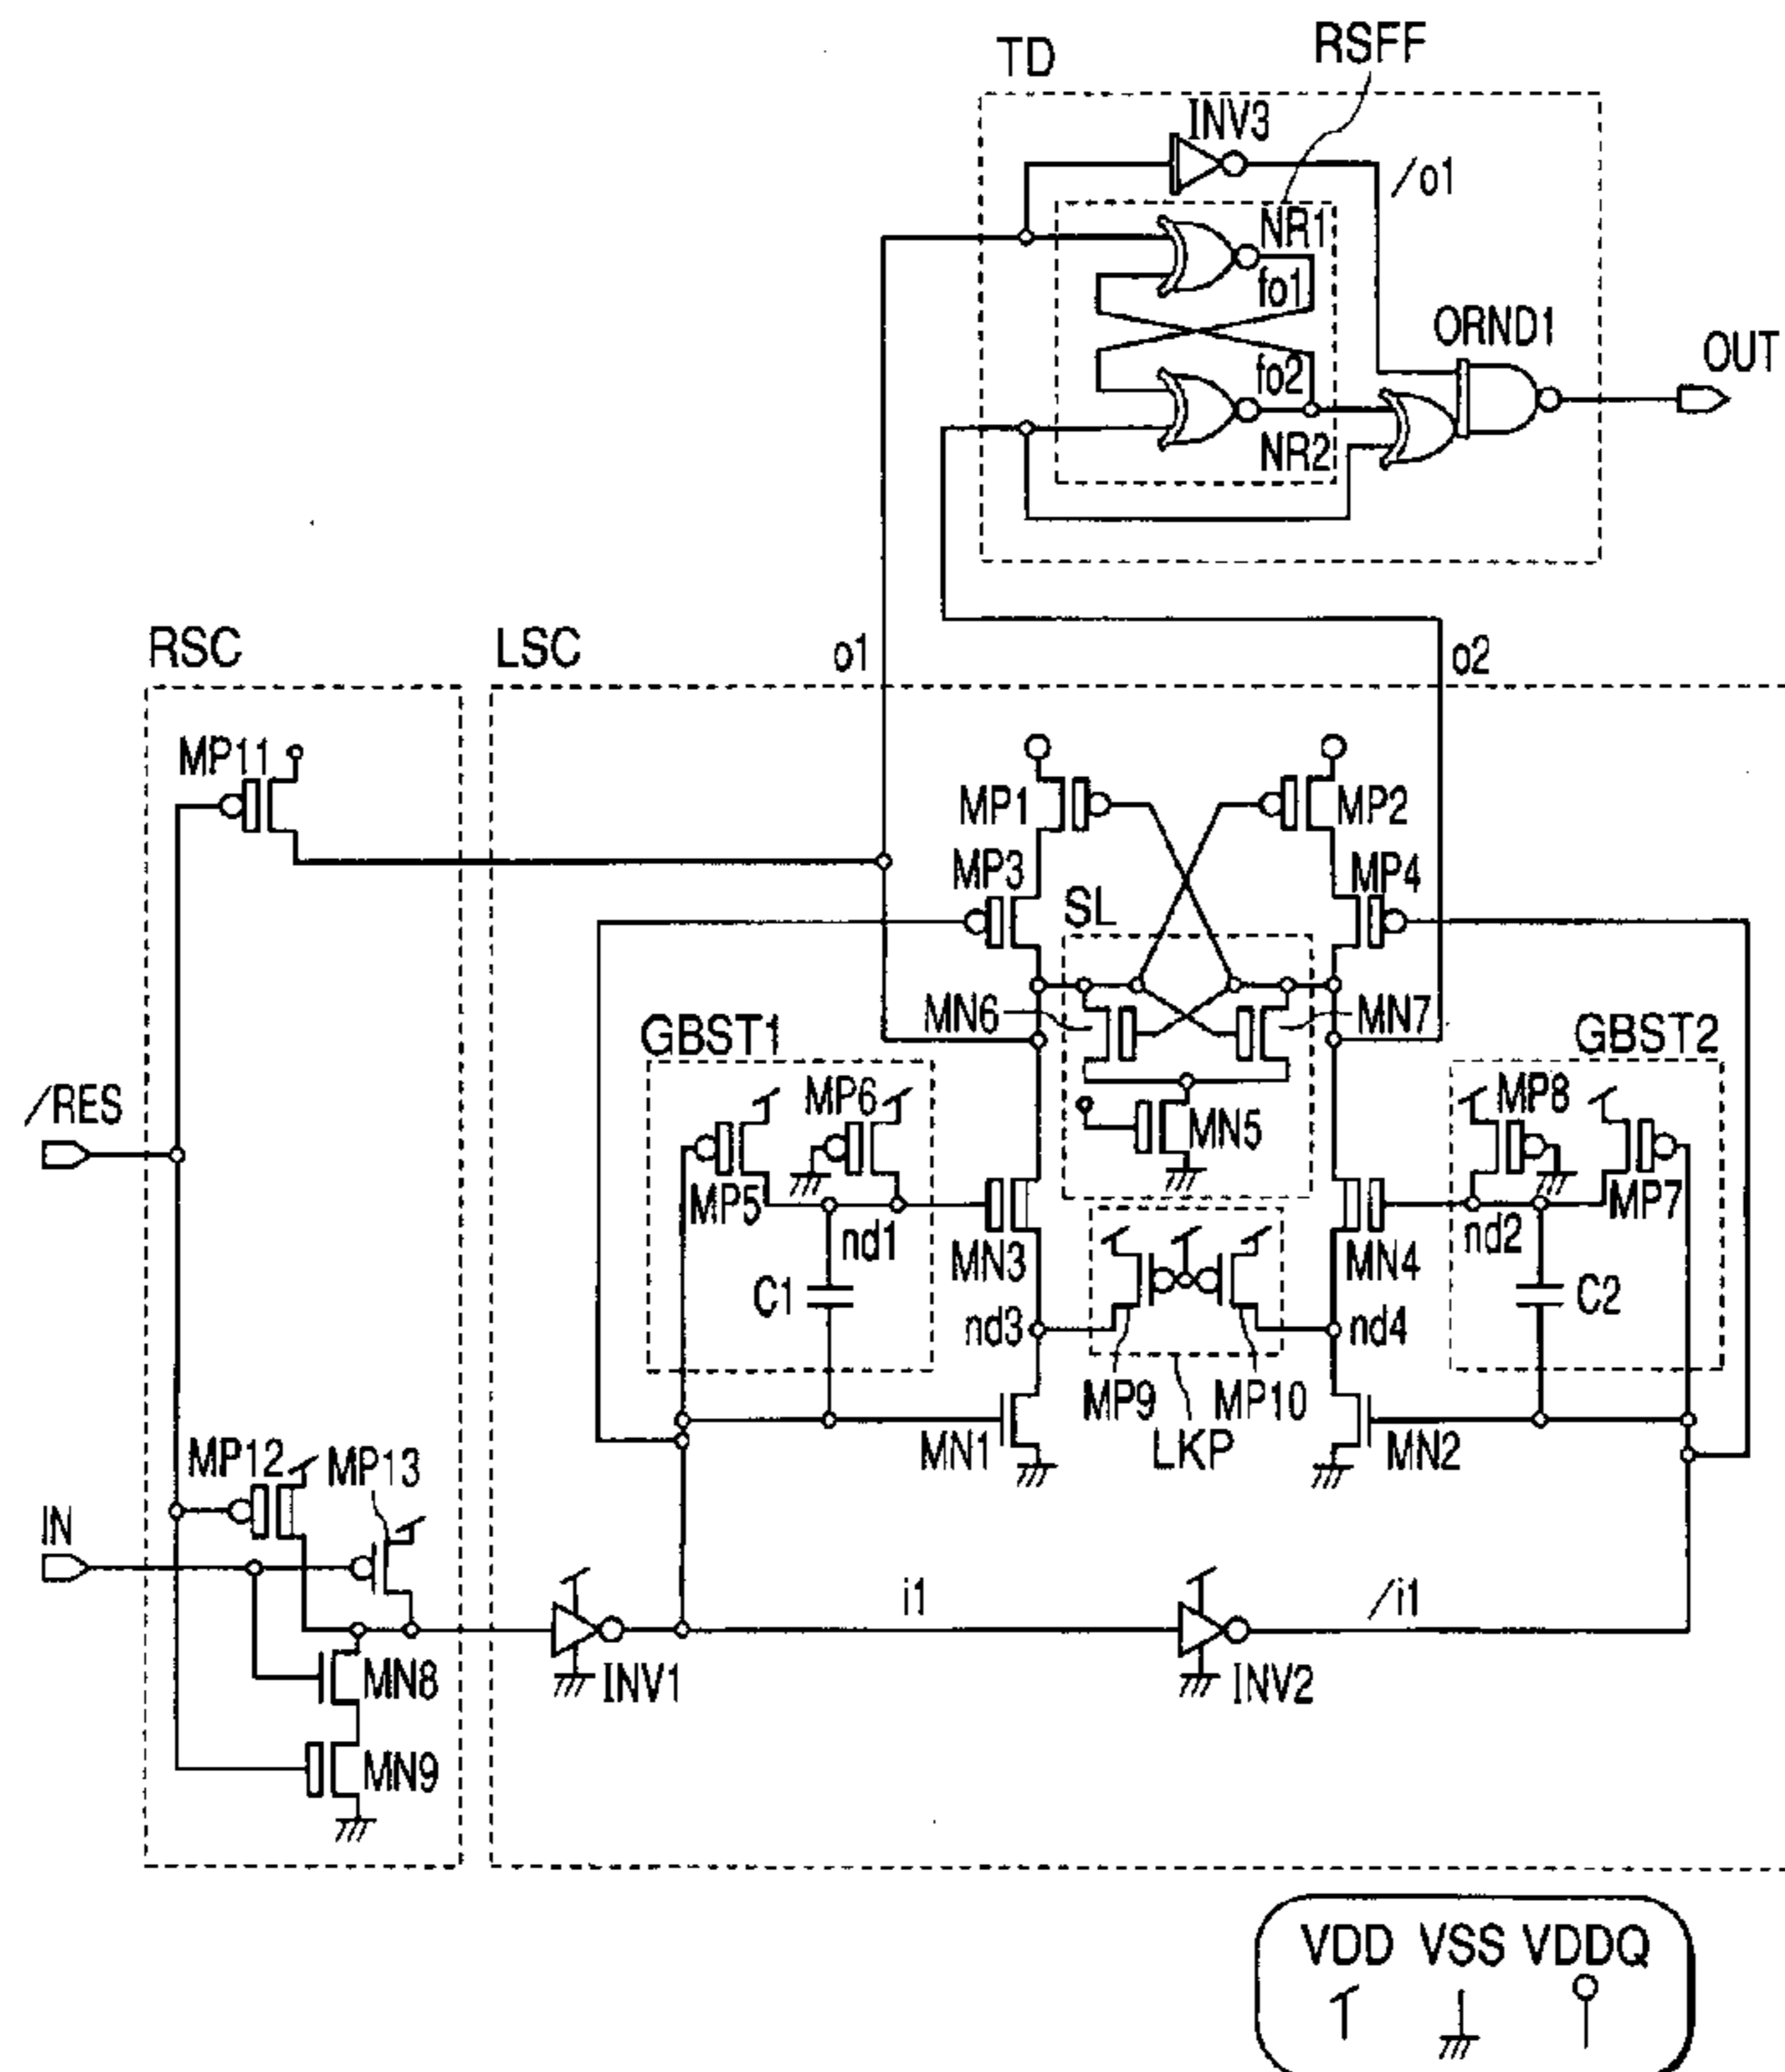 RSFF
TD
INV3
/o1
NR1
fo1
ORND1
OUT
fo2
NR2
RSC
LSC
o1
o2
MP11
MP1
MP2
MP3
MP4
SL
MN6
MN7
GBST1
GBST2
/RES
MP6
MP8
MN5
MP5
MP7
nd1
nd2
MN3
MN4
C1
C2
nd3
nd4
MP9
MP10
MP12
MP13
MN1
LKP
MN2
IN
i1
/i1
MN8
INV1
INV2
MN9
VDD VSS VDDQ